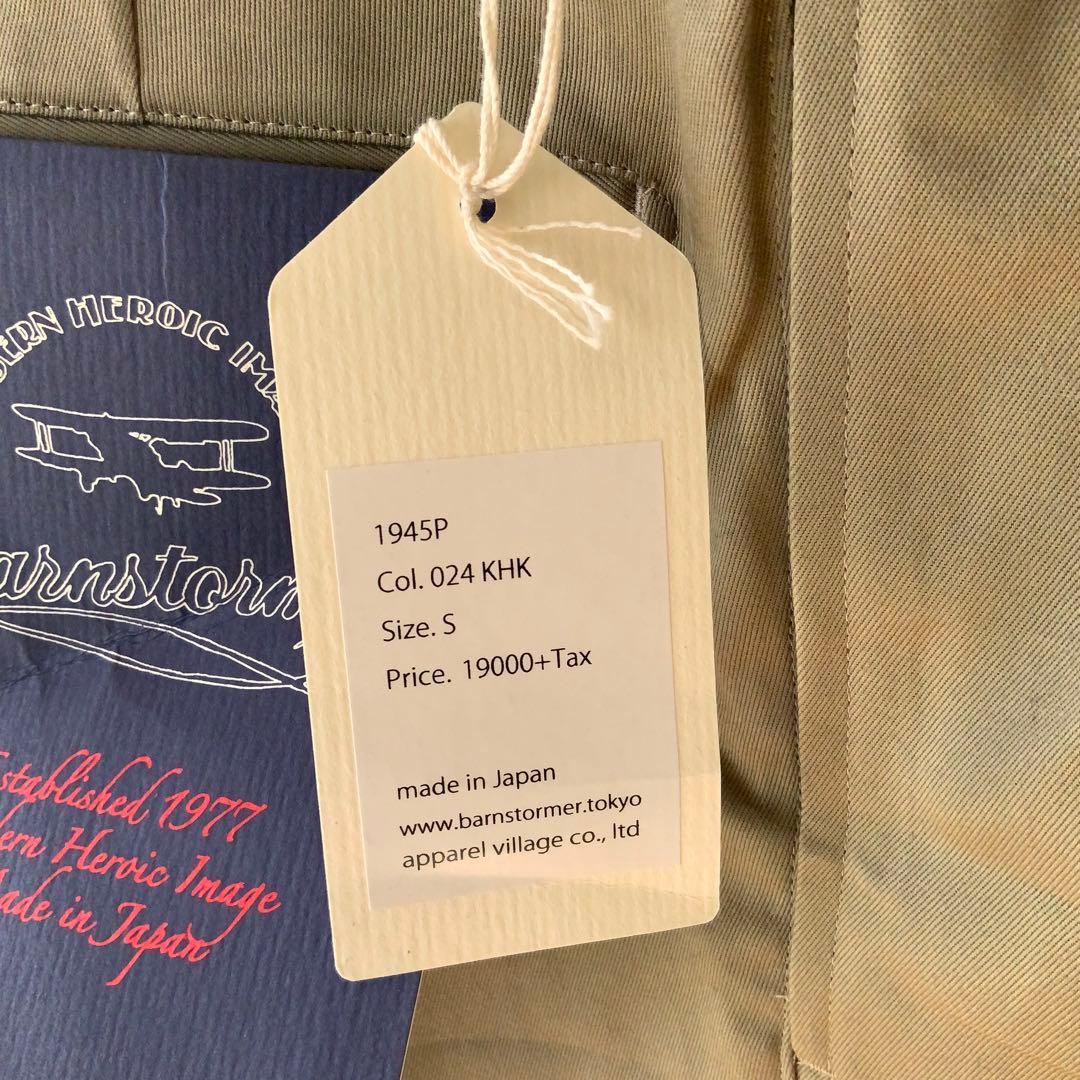 HEROIC
1945P
Col. 024 KHK
Size. S
Price. 19000+Tax
made in Japan
www.barnstormer.tokyo
apparel village co., ltd
1977
Heroic Image
in Japan